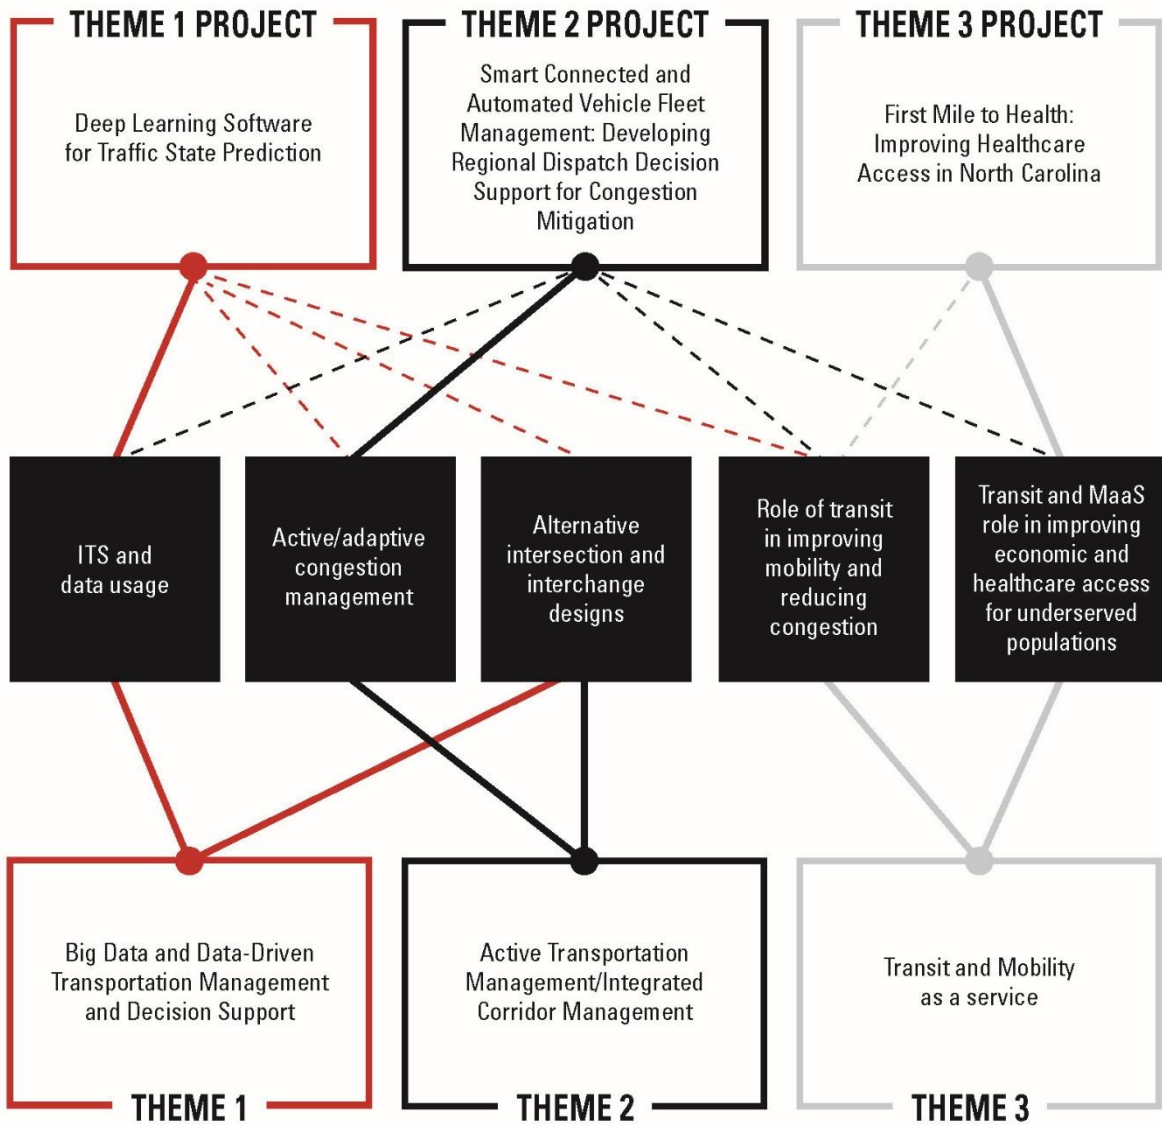 THEME 1 PROJECT
Deep Learning Software
for Traffic State Prediction
THEME 2 PROJECT
Smart Connected and
Automated Vehicle Fleet
Management: Developing
Regional Dispatch Decision
Support for Congestion
Mitigation
THEME 3 PROJECT
First Mile to Health:
Improving Healthcare
Access in North Carolina
ITS and
data usage
Active/adaptive
congestion
management
Alternative
intersection and
interchange
designs
Role of transit
in improving
mobility and
reducing
congestion
Transit and MaaS
role in improving
economic and
healthcare access
for underserved
populations
Big Data and Data-Driven
Transportation Management
and Decision Support
THEME 1
Active Transportation
Management/Integrated
Corridor Management
THEME 2
Transit and Mobility
as a service
THEME 3